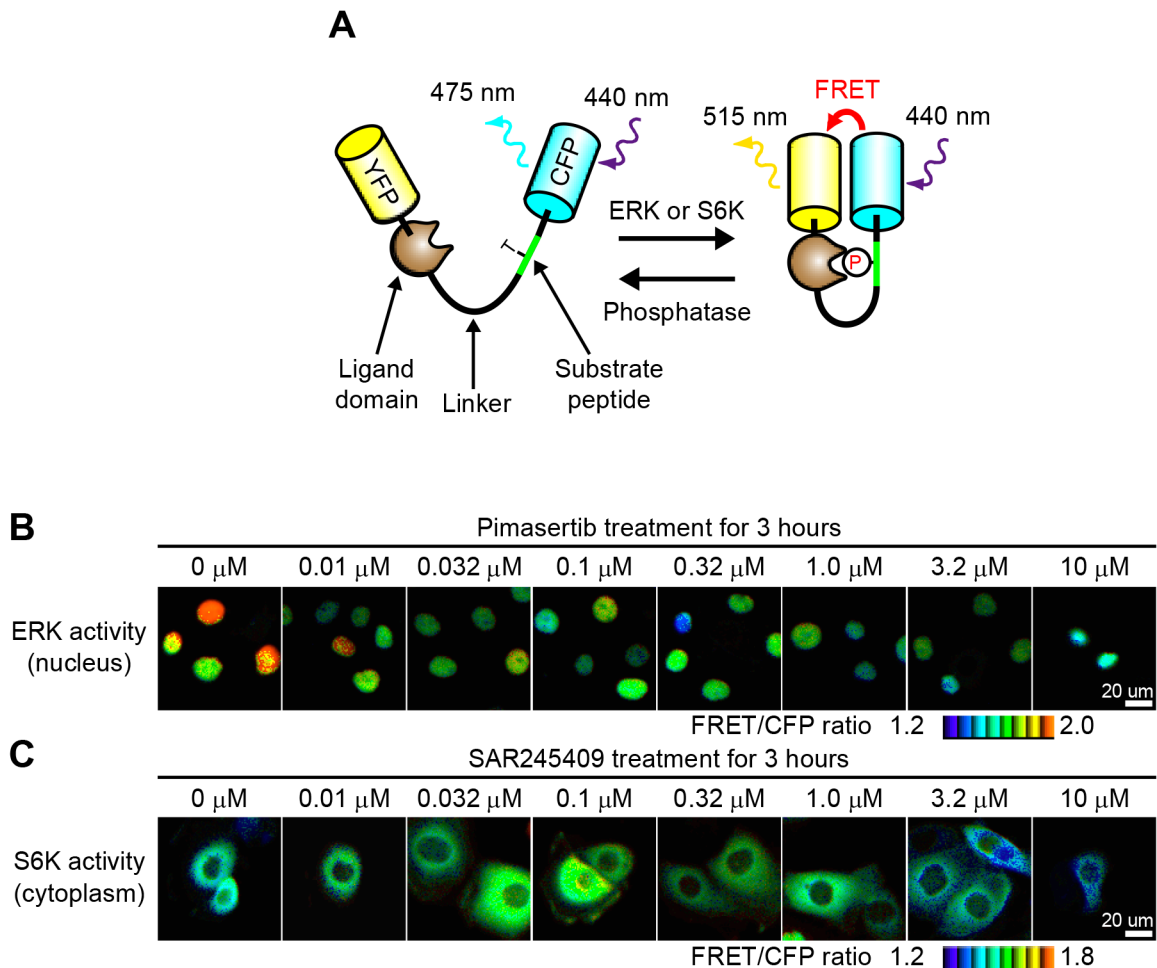 A
475 nm
440 nm
FRET
515 nm
440 nm
YFP
CFP
T
ERK or S6K
P
Phosphatase
Ligand
domain
Linker
Substrate
peptide
B
Pimasertib treatment for 3 hours
0 μM 0.01 μM 0.032 μM 0.1 μM 0.32 μM 1.0 μM 3.2 μM 10 μM
ERK activity
(nucleus)
20 um
FRET/CFP ratio 1.2 2.0
C
SAR245409 treatment for 3 hours
0 μM 0.01 μM 0.032 μM 0.1 μM 0.32 μM 1.0 μM 3.2 μM 10 μM
S6K activity
(cytoplasm)
20 um
FRET/CFP ratio 1.2 1.8